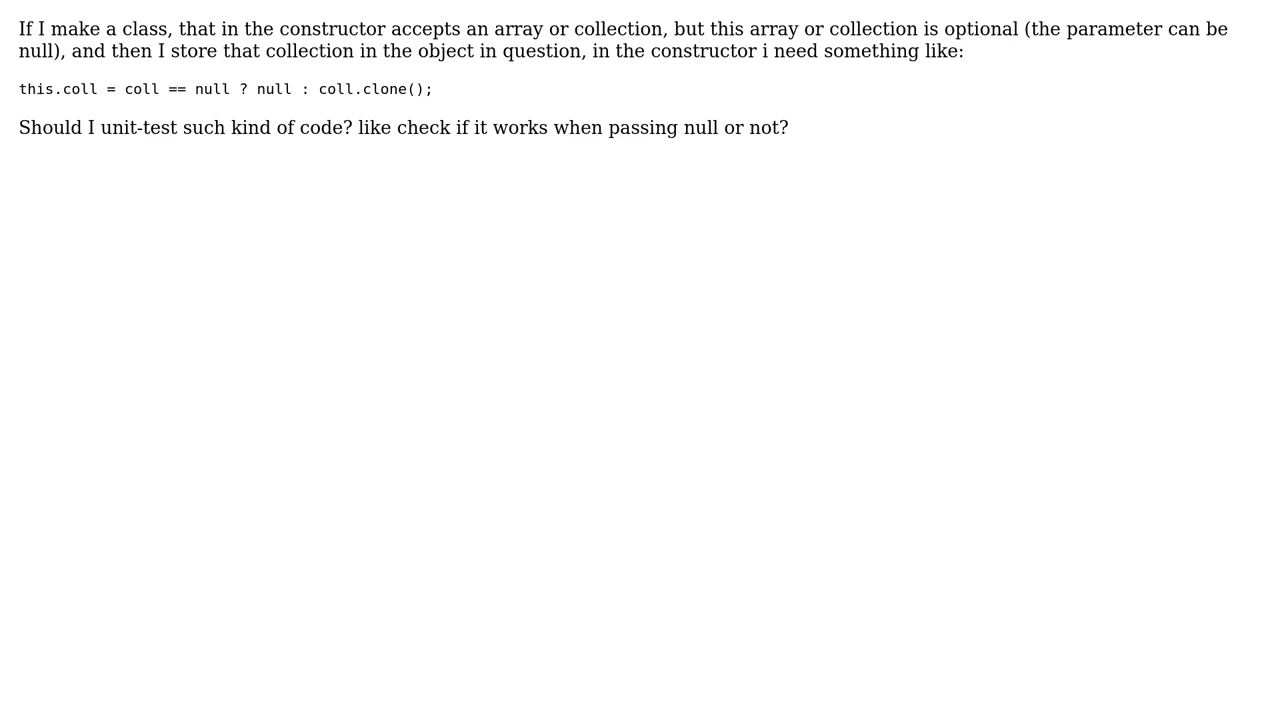 If I make a class, that in the constructor accepts an array or collection, but this array or collection is optional (the parameter can be
null), and then I store that collection in the object in question, in the constructor i need something like:
this.coll = coll == null ? null : coll.clone();
Should I unit-test such kind of code? like check if it works when passing null or not?